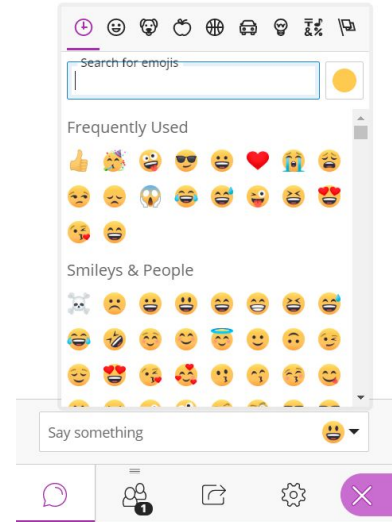 Search for emojis
Frequently Used
Smileys & People
Say something
1